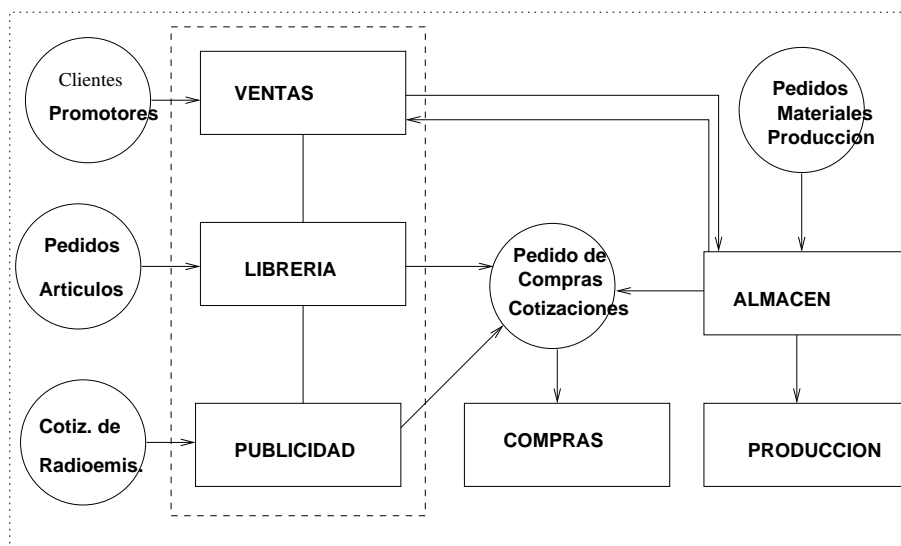 Clientes
Promotores
VENTAS
Pedidos
Materiales
Producción
Pedidos
Articulos
LIBRERIA
Pedido de
Compras
Cotizaciones
ALMACEN
Cotiz. de
Radioemis.
PUBLICIDAD
COMPRAS
PRODUCCION